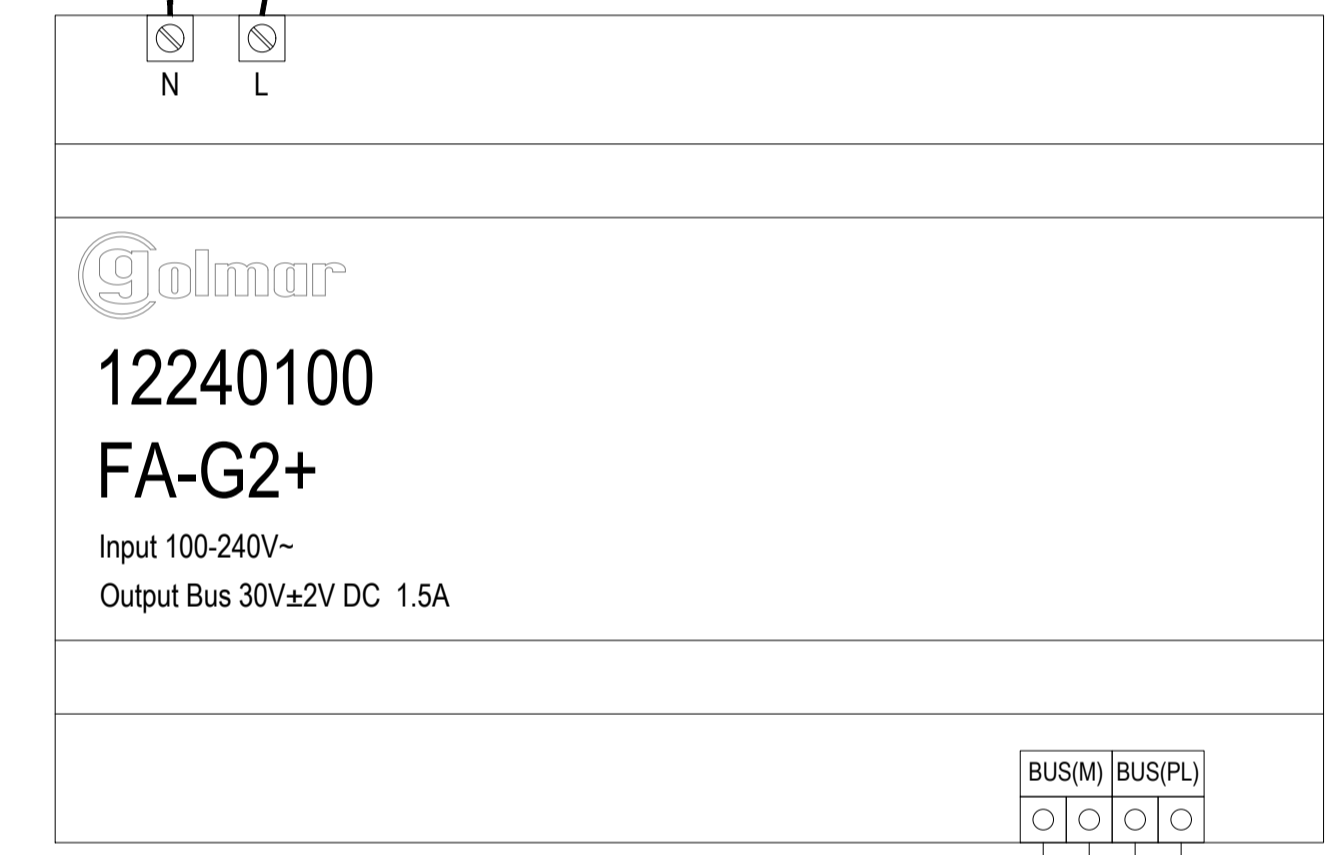 N L
golmar
12240100
FA-G2+
Input 100-240V~
Output Bus 30V±2V DC 1.5A
BUS(M) BUS(PL)